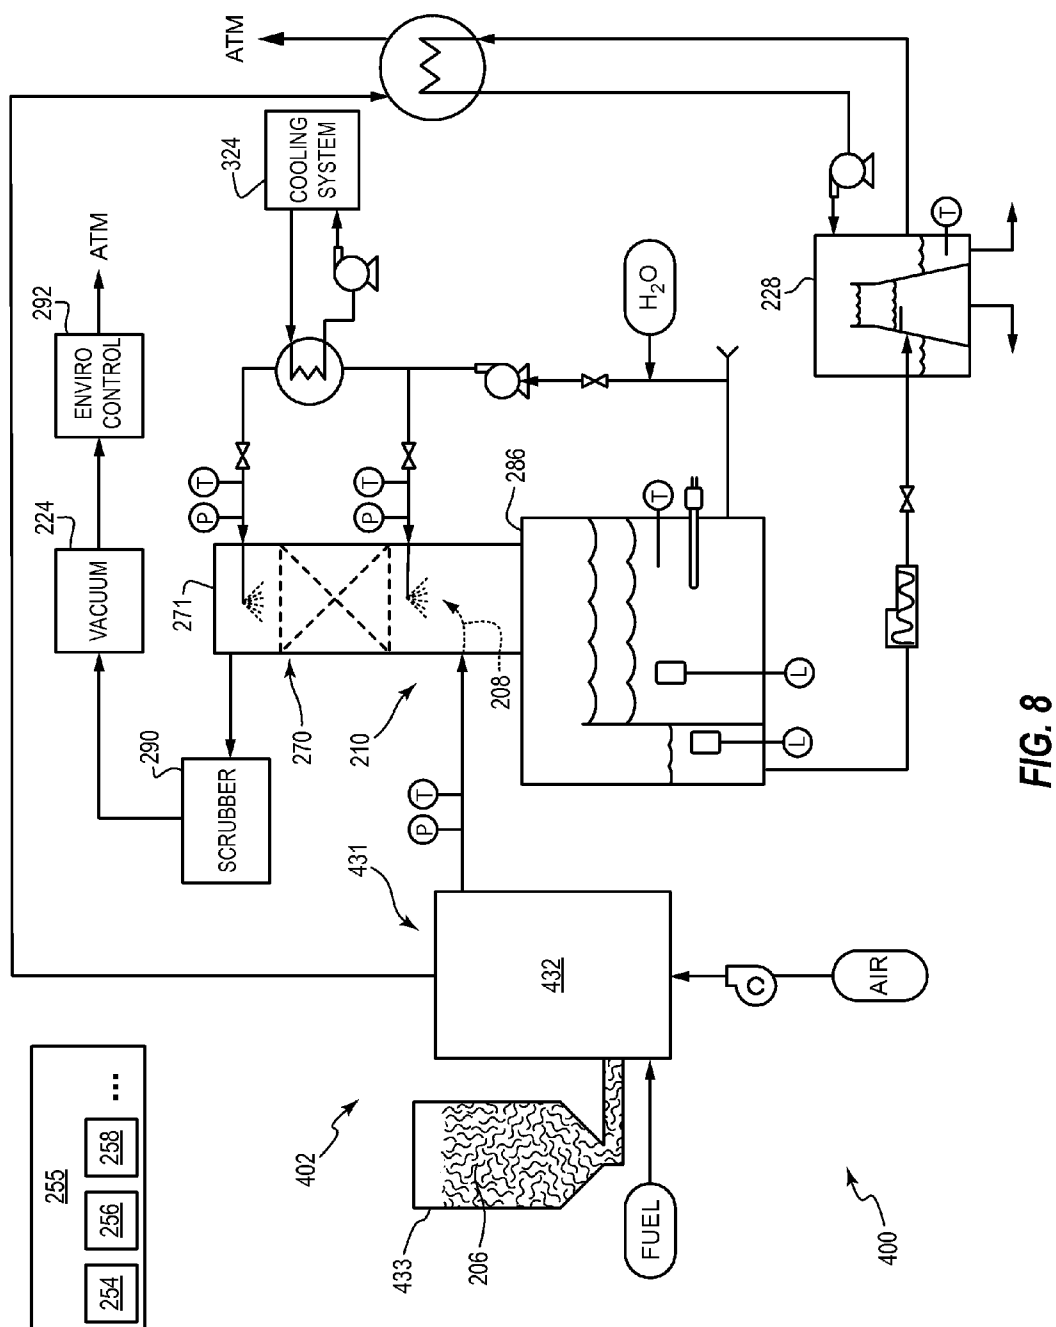 255
254
256
258
...
ATM
292
ENVIRO
CONTROL
ATM
224
VACUUM
290
SCRUBBER
324
COOLING
SYSTEM
271
P
T
P
T
270
210
208
H₂O
286
T
L
L
228
T
P
T
431
432
AIR
402
433
206
FUEL
400
FIG. 8